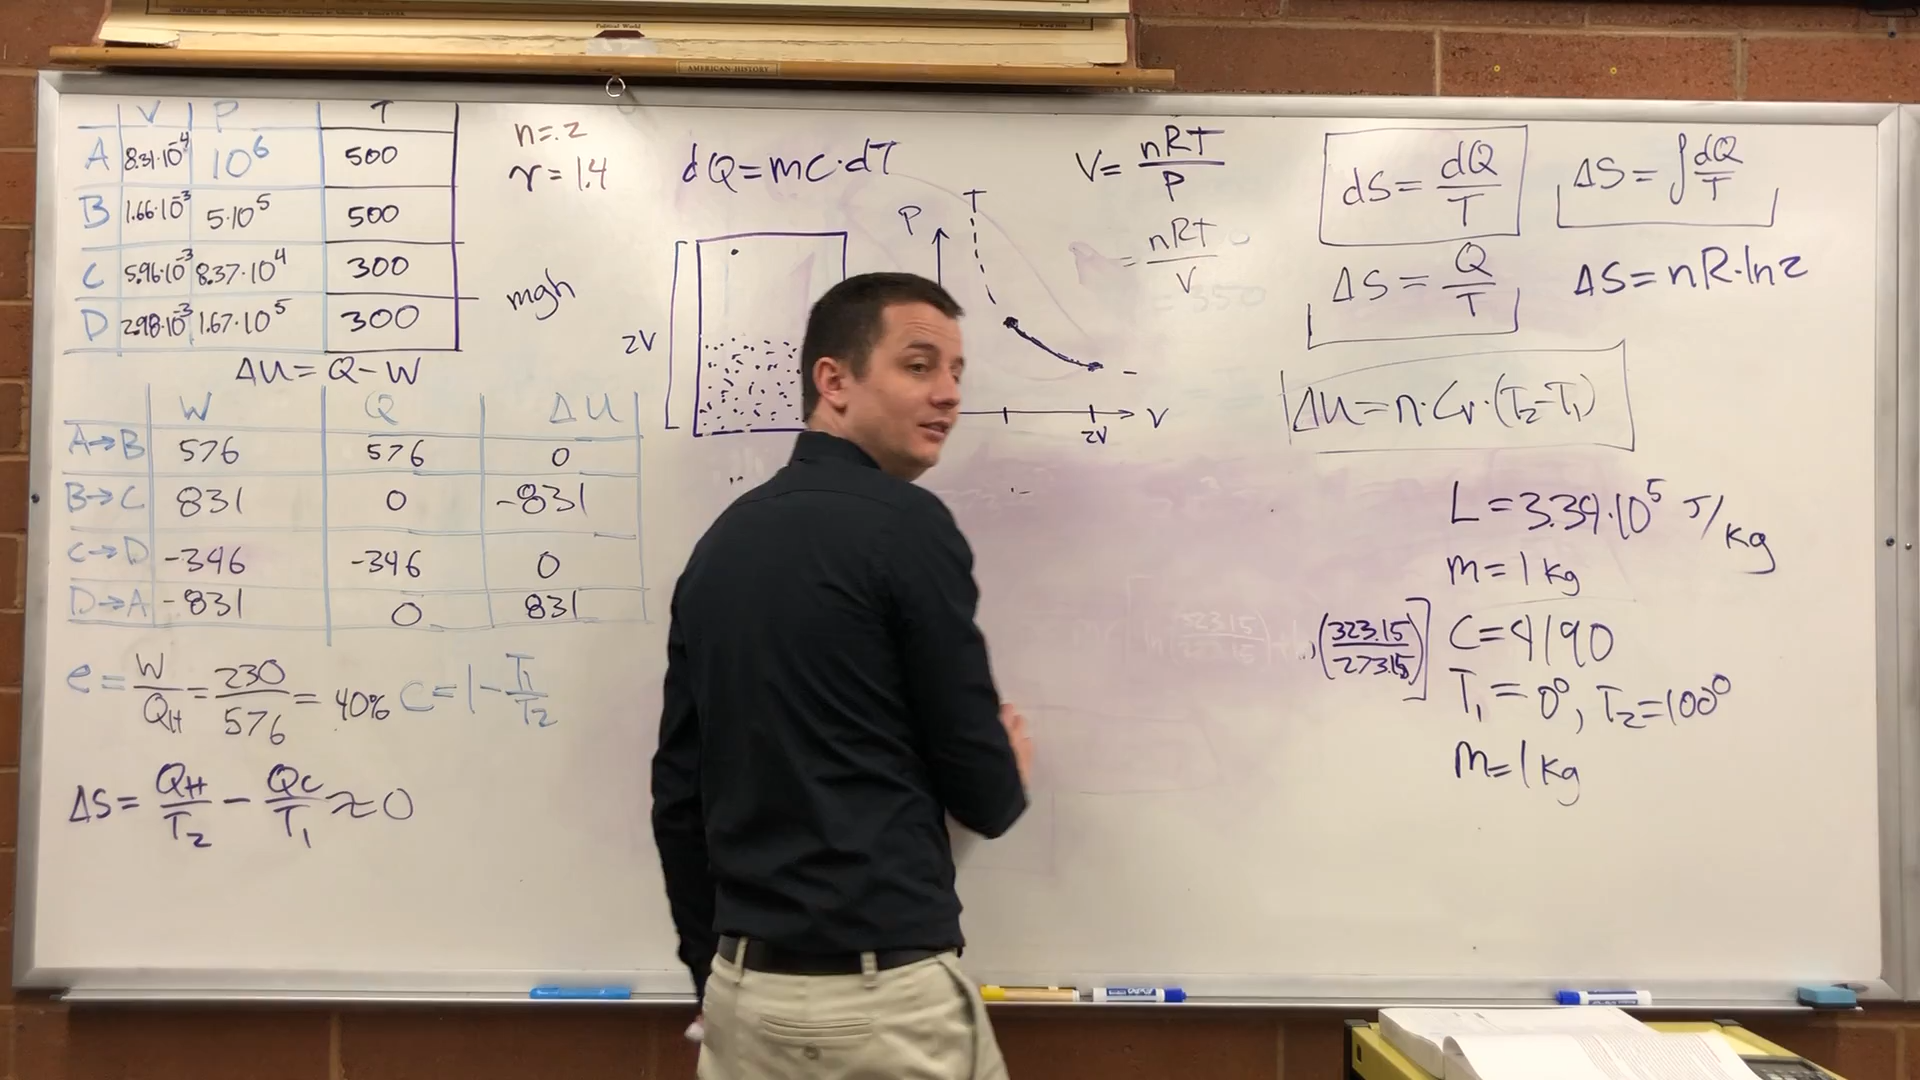 Political World
AMERICAN HISTORY
V P T
A 8.31·10⁻⁴ 10⁶ 500
B 1.66·10⁻³ 5·10⁵ 500
C 5.96·10⁻³ 8.37·10⁴ 300
D 2.98·10⁻³ 1.67·10⁵ 300
ΔU = Q - W
W Q ΔU
A→B 576 576 0
B→C 831 0 -831
C→D -346 -346 0
D→A -831 0 831
e = W/QH = 230/576 = 40% C = 1 - T₁/T₂
ΔS = QH/T₂ - QC/T₁ ≈ 0
n = .2
γ = 1.4
mgh
dQ = mC·dT
2V
P
T
V
2V
V = nRT/P
= nRT/V
= 350
dS = dQ/T
ΔS = ∫dQ/T
ΔS = Q/T
ΔS = nR·ln2
ΔU = n·Cv·(T₂-T₁)
L = 3.34·10⁵ J/kg
m = 1 kg
(323.15/273.15)]
C = 4190
T₁ = 0°, T₂ = 100°
m = 1 kg